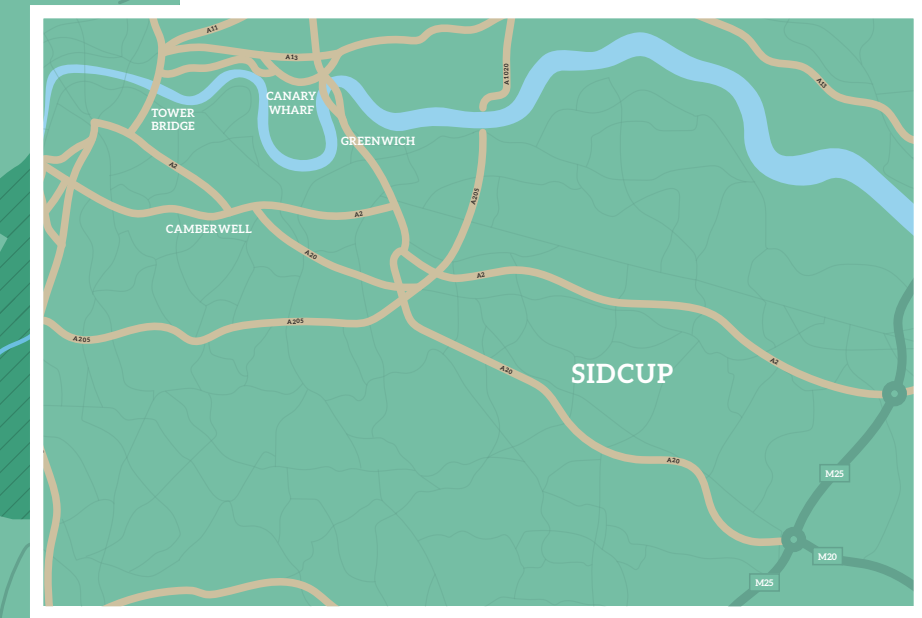 A11
A13
A1020
A13
CANARY
WHARF
TOWER
BRIDGE
GREENWICH
A2
A205
A2
CAMBERWELL
A20
A2
A205
A205
A2
A20
SIDCUP
A20
M25
M20
M25